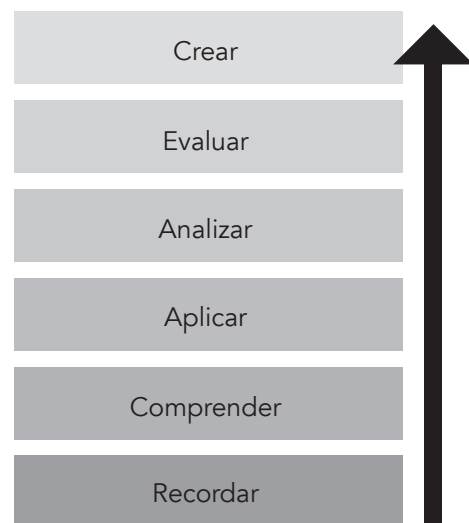 Crear
Evaluar
Analizar
Aplicar
Comprender
Recordar